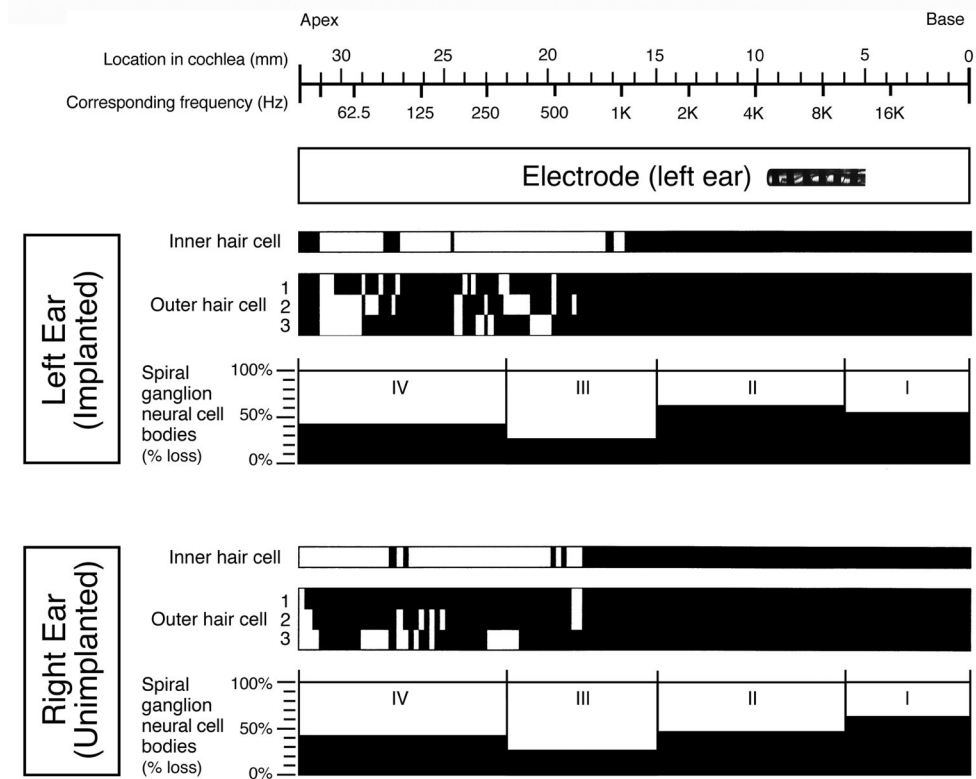 Apex Base
Location in cochlea (mm) 30 25 20 15 10 5 0
Corresponding frequency (Hz) 62.5 125 250 500 1K 2K 4K 8K 16K
Electrode (left ear)
Left Ear
(Implanted)
Inner hair cell
1
Outer hair cell 2
3
Spiral
ganglion
neural cell
bodies
(% loss)
100%
50%
0%
IV III II I
Right Ear
(Unimplanted)
Inner hair cell
1
Outer hair cell 2
3
Spiral
ganglion
neural cell
bodies
(% loss)
100%
50%
0%
IV III II I